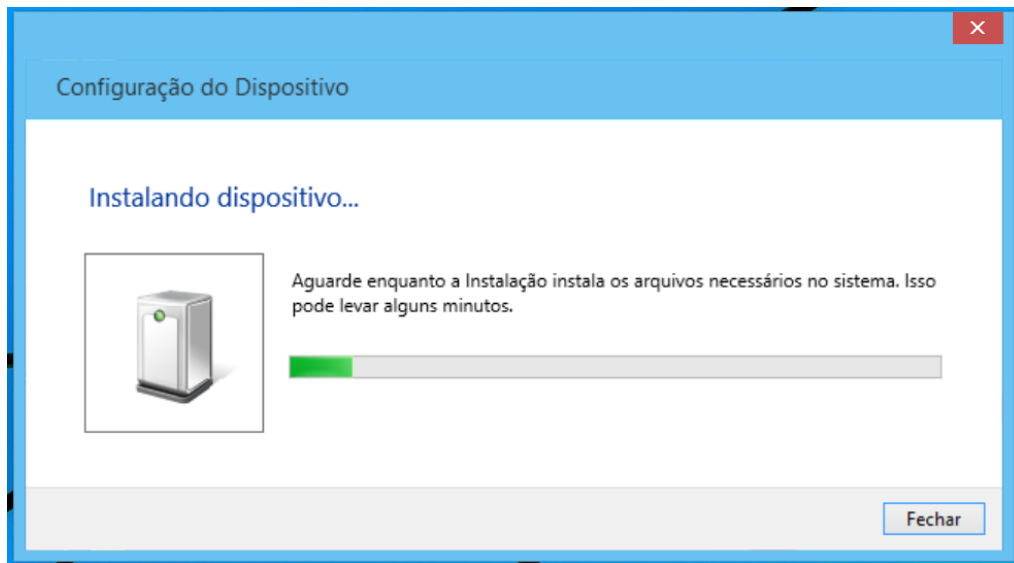 Configuração do Dispositivo
Instalando dispositivo...
Aguarde enquanto a Instalação instala os arquivos necessários no sistema. Isso
pode levar alguns minutos.
Fechar